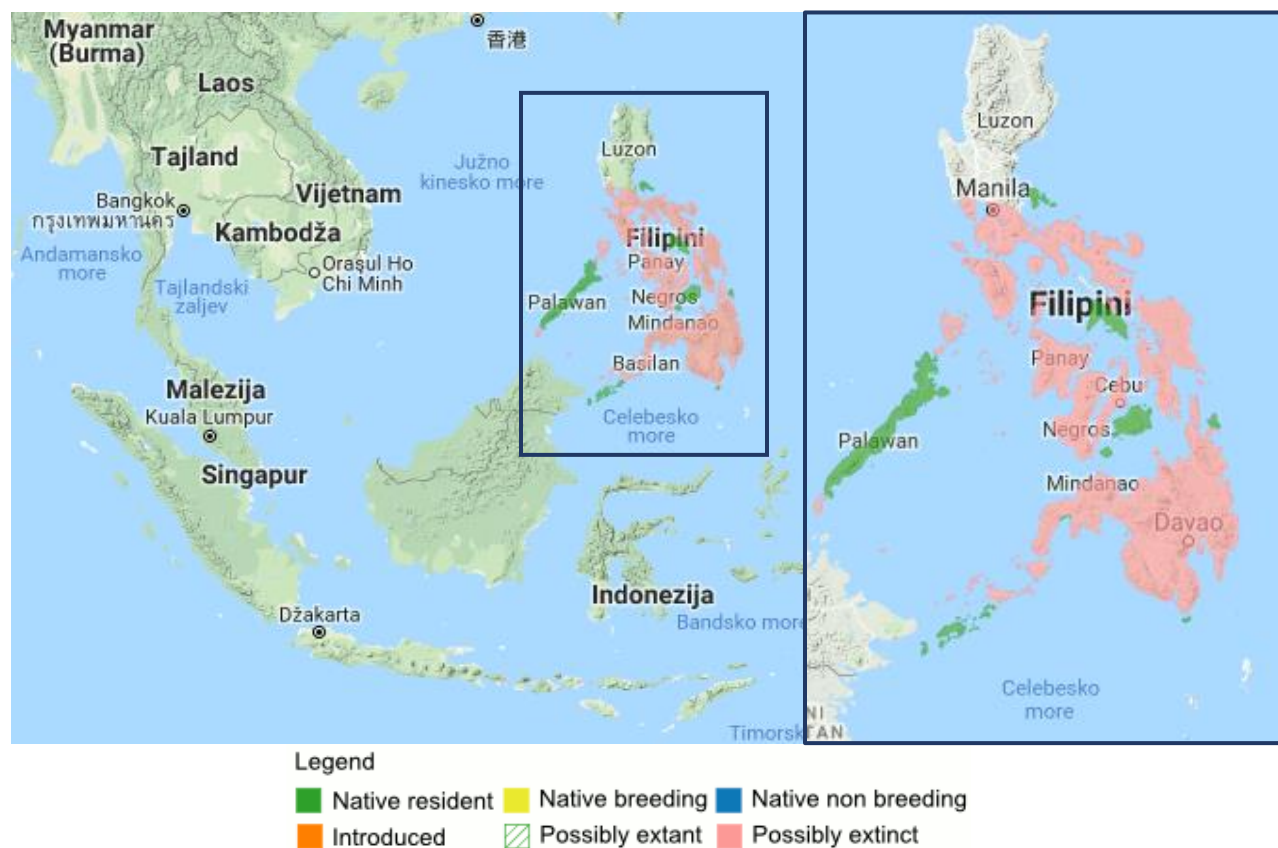 Myanmar
(Burma)
香港
Laos
Luzon
Tajland
Južno
kinesko more
Vijetnam
Bangkok
กรุงเทพมหานคร
Kambodža
Filipini
Panay
Andamansko
more
Orașul Ho
Chi Minh
Tajlandski
zaljev
Palawan
Negros
Mindanao
Basilan
Malezija
Kuala Lumpur
Celebesko
more
Singapur
Indonezija
Džakarta
Bandsko more
Timorsk
Luzon
Manila
Filipini
Panay
Cebu
Palawan
Negros
Mindanao
Davao
Celebesko
more
NI
TAN
Legend
Native resident Native breeding Native non breeding
Introduced Possibly extant Possibly extinct